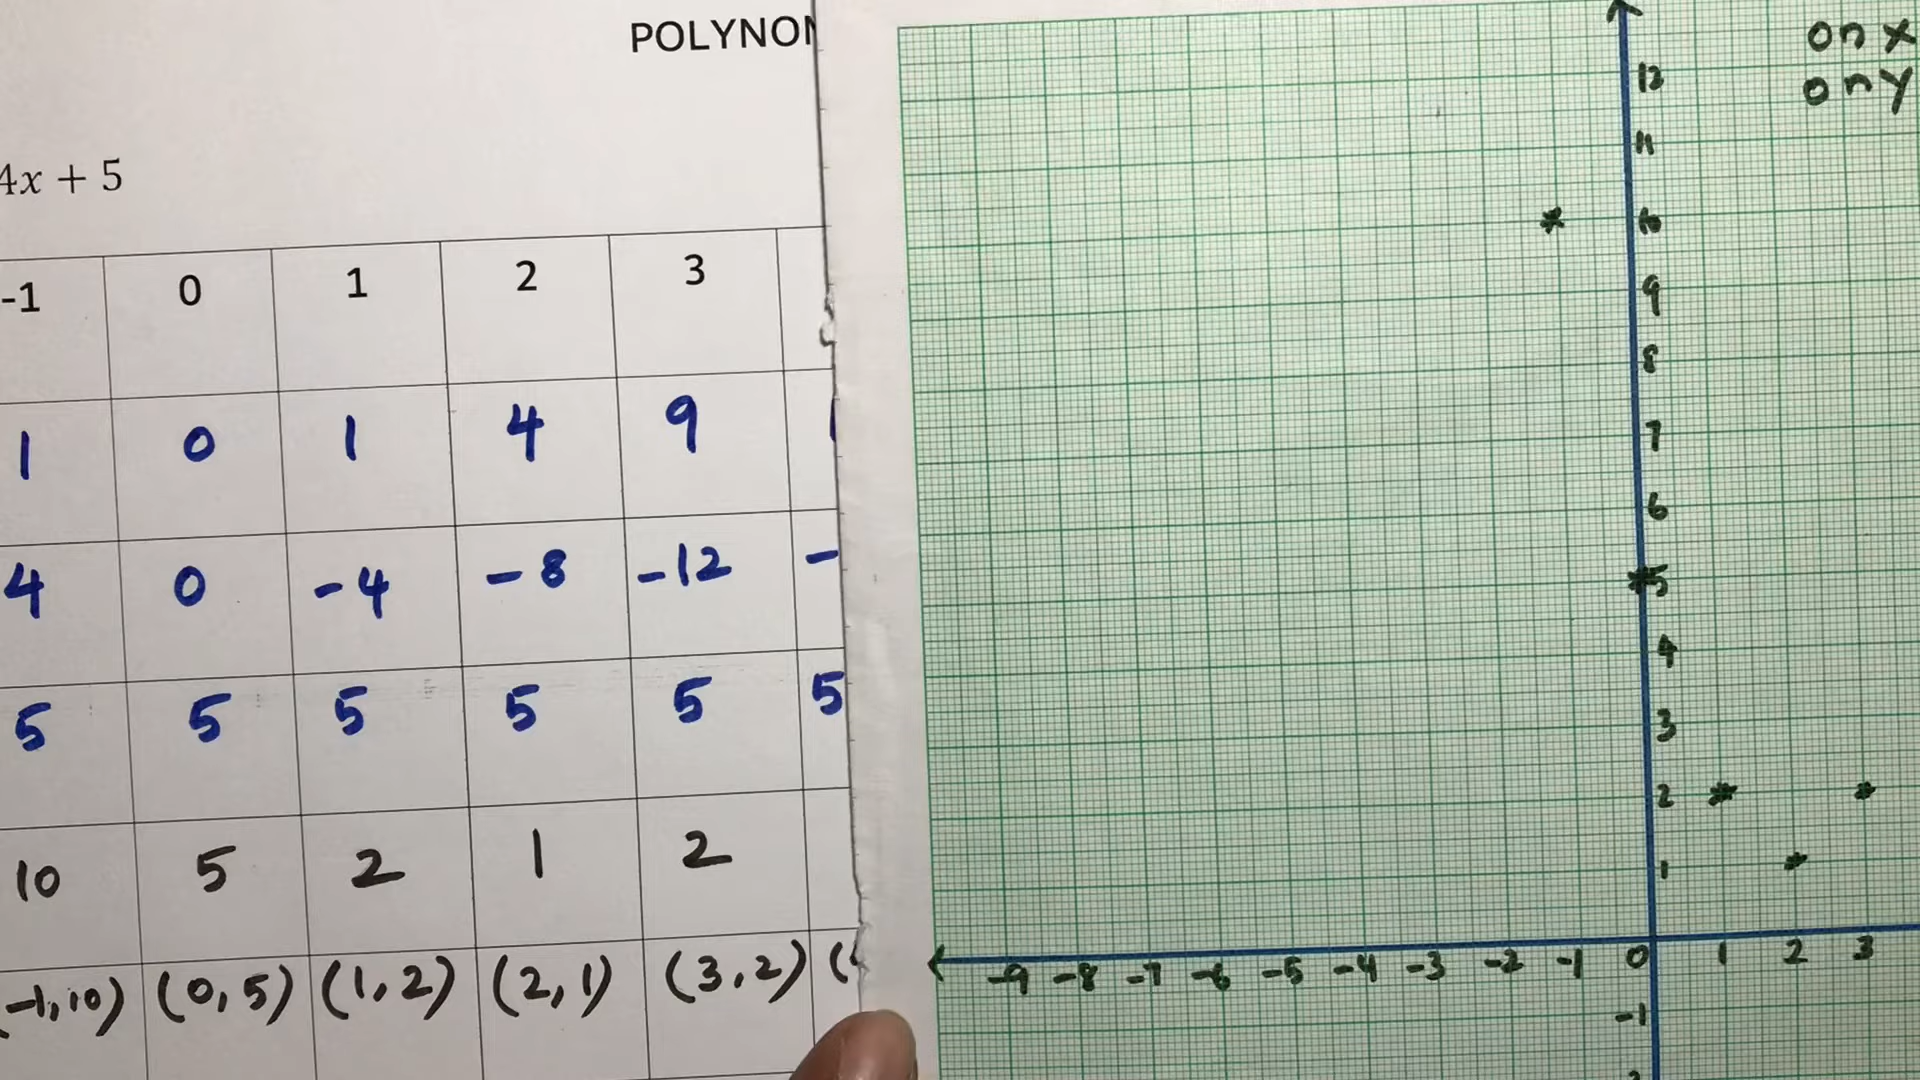 POLYNO
4x + 5
-1 0 1 2 3
1 0 1 4 9
4 0 -4 -8 -12 -
5 5 5 5 5 5
10 5 2 1 2
-1,10) (0,5) (1,2) (2,1) (3,2) (
on x
on y
12
11
10
9
8
7
6
5
4
3
2
1
-9 -8 -7 -6 -5 -4 -3 -2 -1 0 1 2 3
-1